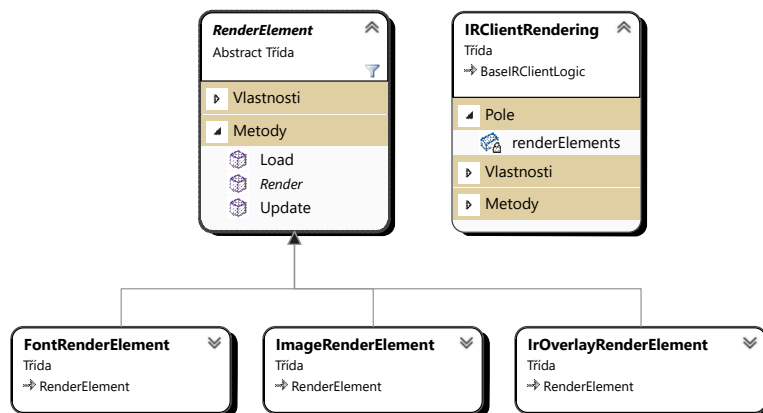 RenderElement
Abstract Třída
Vlastnosti
Metody
Load
Render
Update
IRClientRendering
Třída
BaseIRClientLogic
Pole
renderElements
Vlastnosti
Metody
FontRenderElement
Třída
RenderElement
ImageRenderElement
Třída
RenderElement
IrOverlayRenderElement
Třída
RenderElement